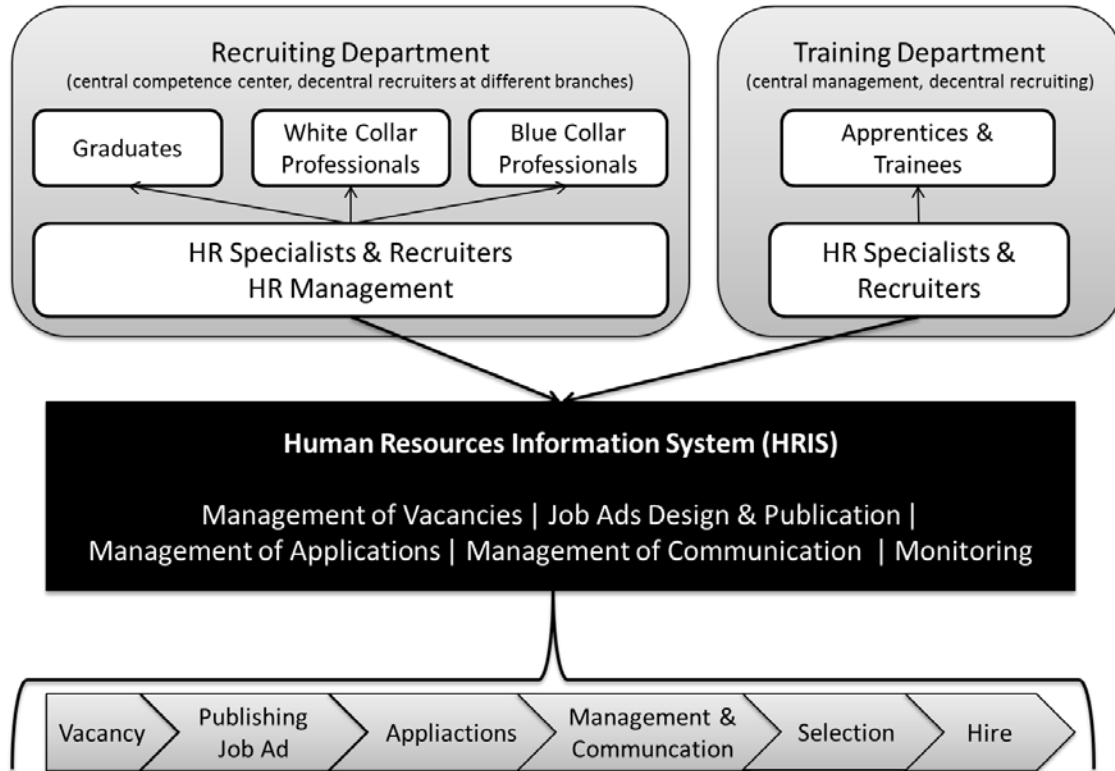 Recruiting Department
(central competence center, decentral recruiters at different branches)
Graduates
White Collar
Professionals
Blue Collar
Professionals
HR Specialists & Recruiters
HR Management
Training Department
(central management, decentral recruiting)
Apprentices &
Trainees
HR Specialists &
Recruiters
Human Resources Information System (HRIS)
Management of Vacancies | Job Ads Design & Publication |
Management of Applications | Management of Communication | Monitoring
Vacancy
Publishing
Job Ad
Appliactions
Management &
Communcation
Selection
Hire